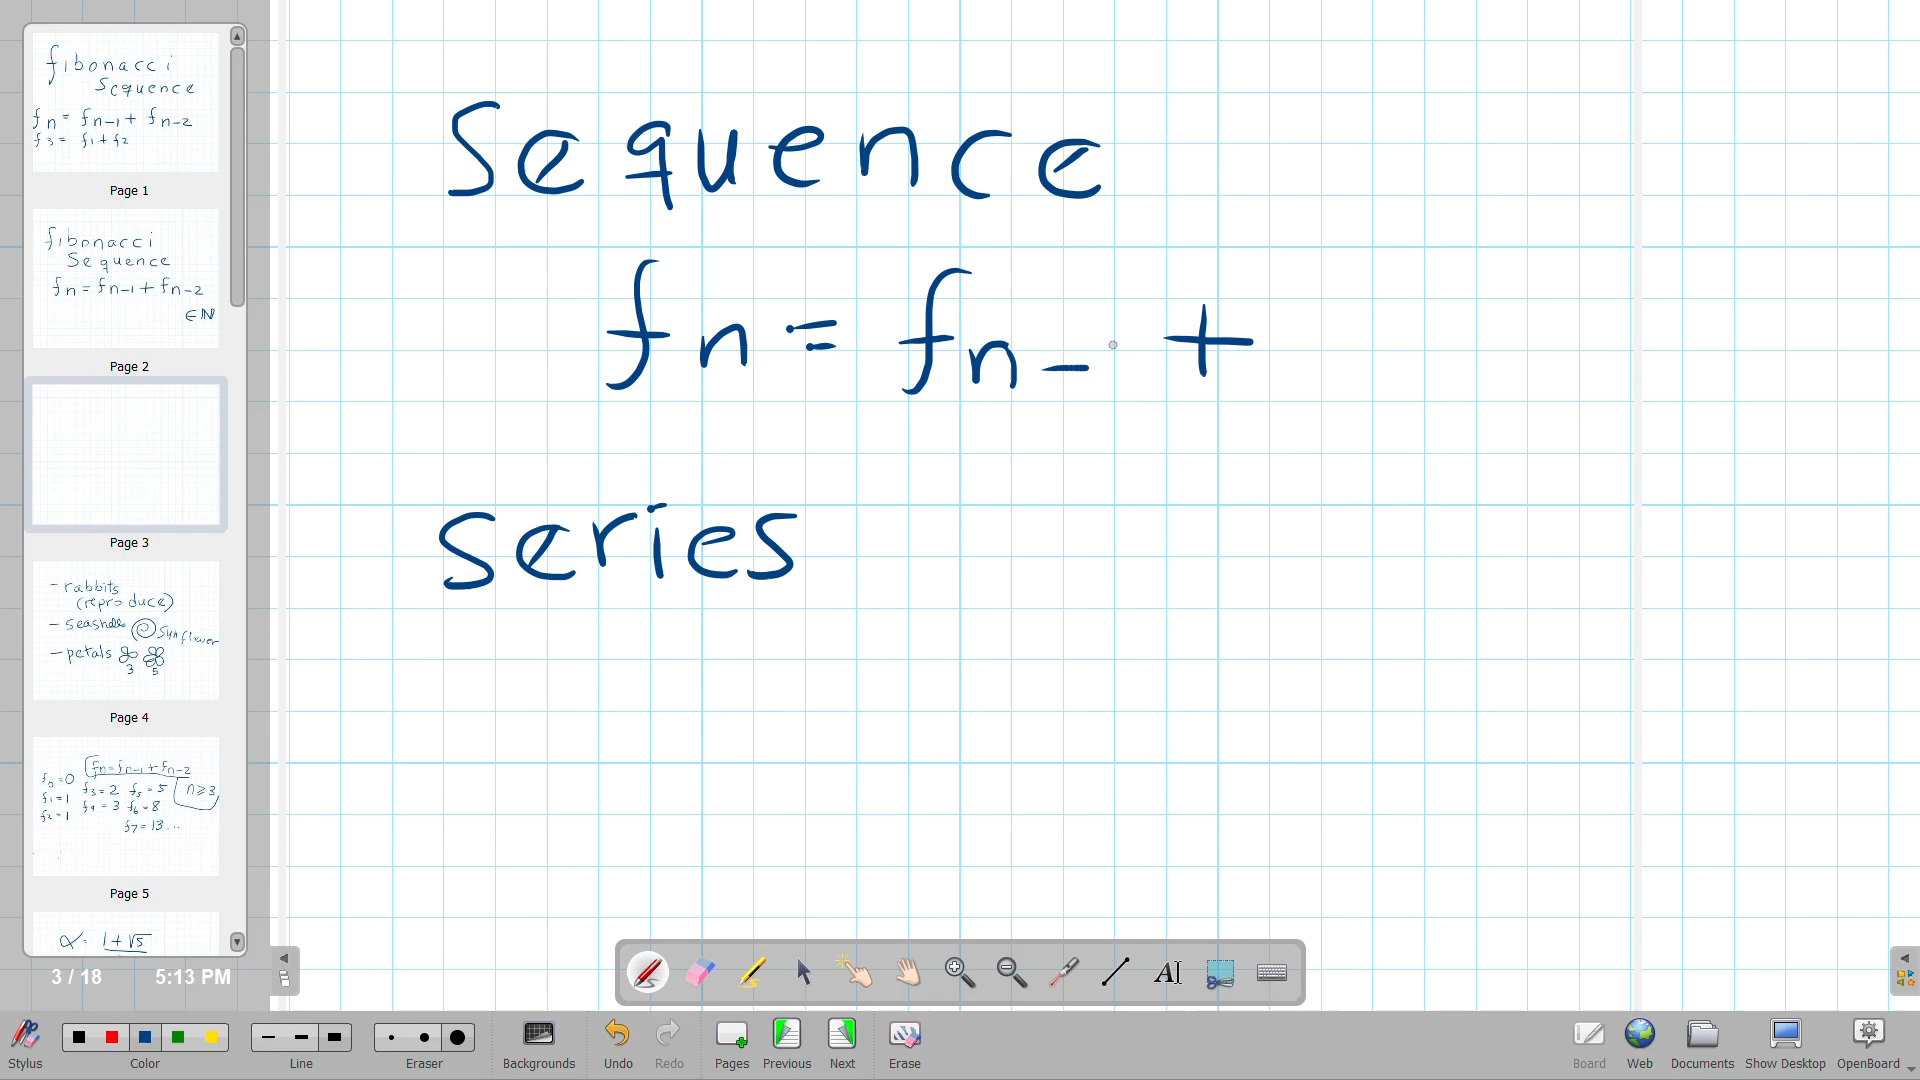 fibonacci
Sequence
fn = fn-1 + fn-2
f3 = f1 + f2
Page 1
fibonacci
Sequence
fn = fn-1 + fn-2
∈ N
Page 2
Page 3
- rabbits
(reproduce)
- seashells
sunflower
- petals
3 5
Page 4
fn = fn-1 + fn-2
f0 = 0
f3 = 2 f5 = 5 n ≥ 3
f1 = 1
f4 = 3 f6 = 8
f2 = 1
f7 = 13 ...
Page 5
α = 1 + √5
3 / 18 5:13 PM
Sequence
fn = fn- +
Series
Stylus
Color
Line
Eraser
Backgrounds
Undo
Redo
Pages
Previous
Next
Erase
Board
Web
Documents
Show Desktop
OpenBoard